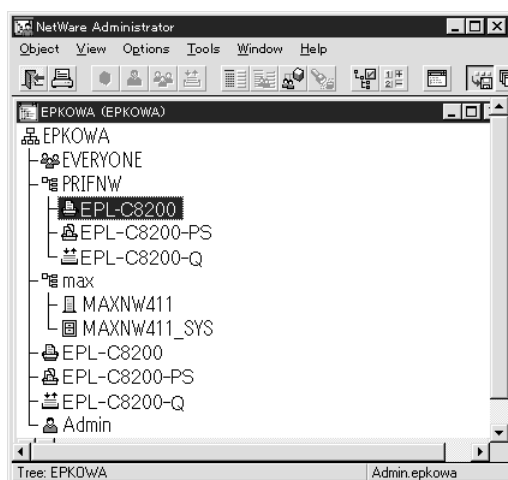 NetWare Administrator
Object View Options Tools Window Help
EPKOWA (EPKOWA)
EPKOWA
EVERYONE
PRIFNW
EPL-C8200
EPL-C8200-PS
EPL-C8200-Q
max
MAXNW411
MAXNW411_SYS
EPL-C8200
EPL-C8200-PS
EPL-C8200-Q
Admin
Tree: EPKOWA Admin.epkowa